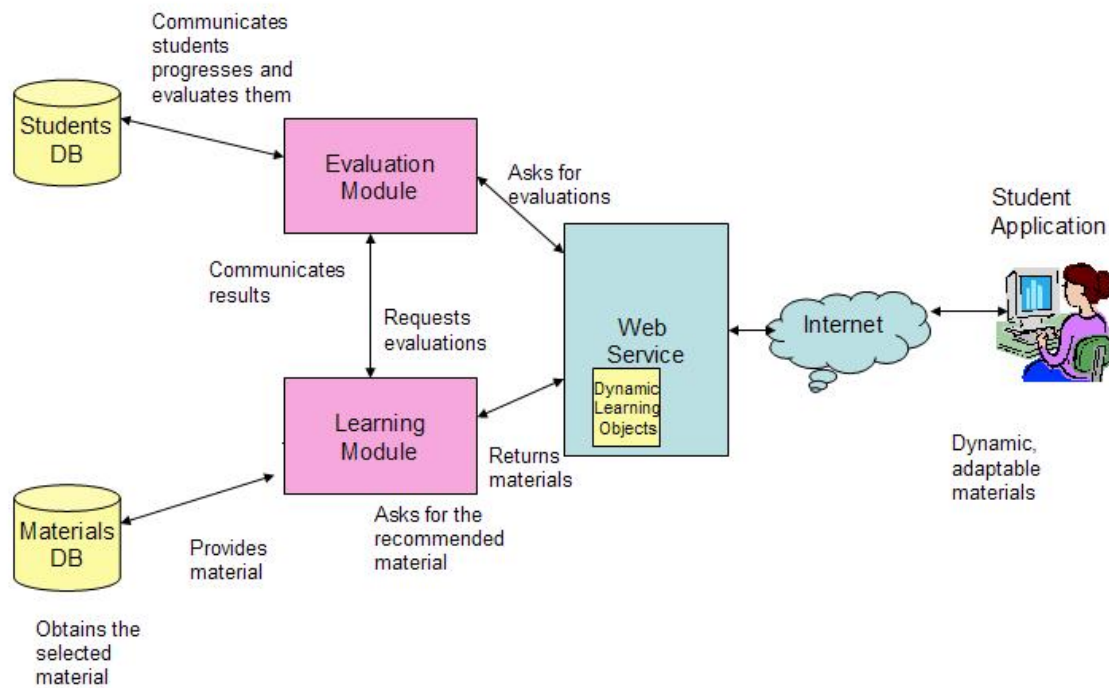 Communicates
students
progresses and
evaluates them
Students
DB
Evaluation
Module
Asks for
evaluations
Student
Application
Communicates
results
Requests
evaluations
Web
Service
Dynamic
Learning
Objects
Internet
Learning
Module
Returns
materials
Dynamic,
adaptable
materials
Materials
DB
Provides
material
Asks for the
recommended
material
Obtains the
selected
material